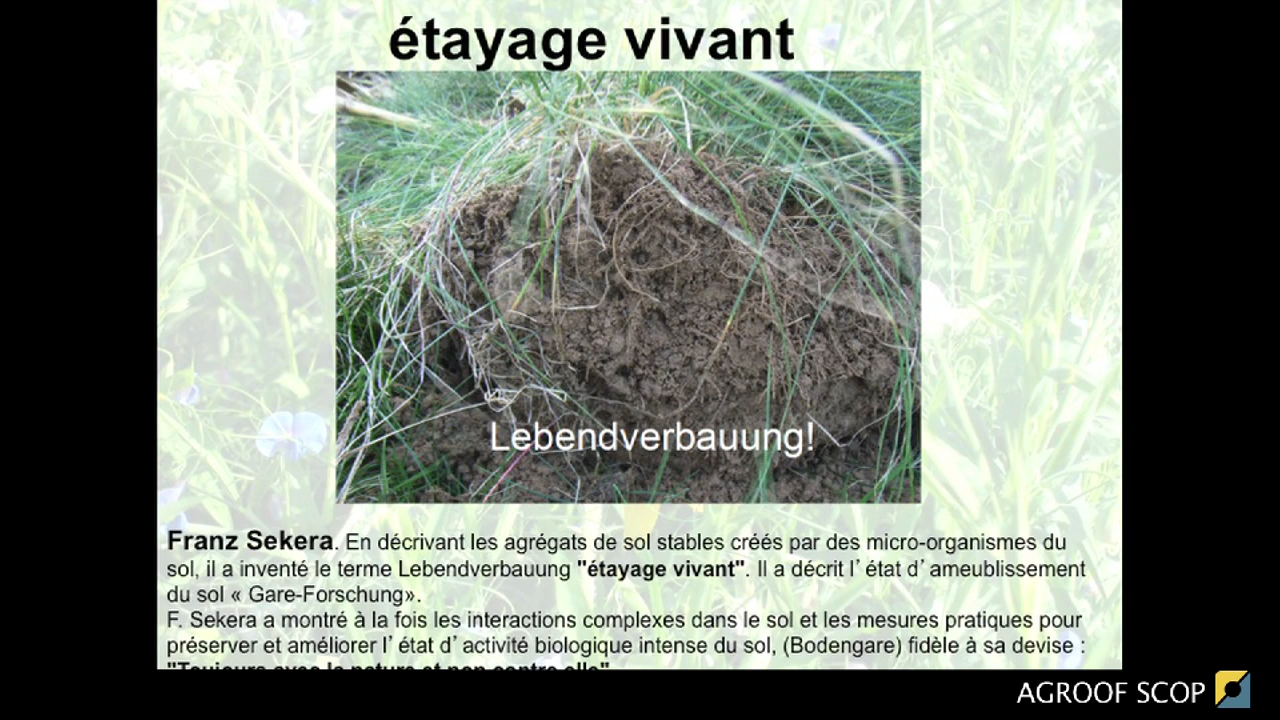 étayage vivant
Lebendverbauung!
Franz Sekera. En décrivant les agrégats de sol stables créés par des micro-organismes du
sol, il a inventé le terme Lebendverbauung "étayage vivant". Il a décrit l’état d’ameublissement
du sol « Gare-Forschung».
F. Sekera a montré à la fois les interactions complexes dans le sol et les mesures pratiques pour
préserver et améliorer l’état d’activité biologique intense du sol, (Bodengare) fidèle à sa devise :
"Toujours avec la nature et non contre elle"
AGROOF SCOP